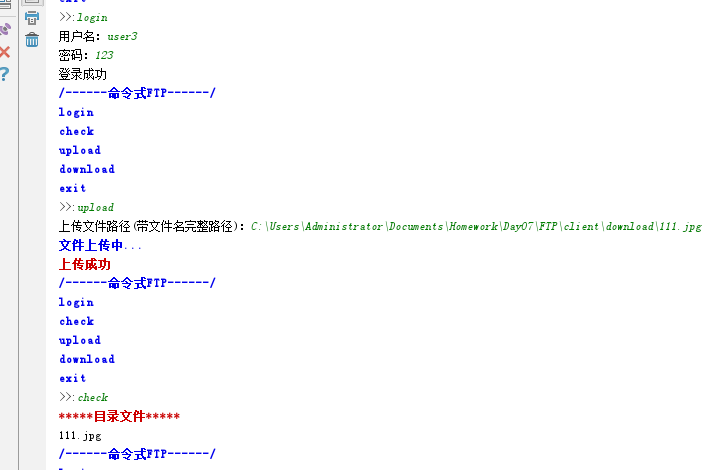 >>:login
用户名: user3
密码: 123
登录成功
/------命令式FTP------/
login
check
upload
download
exit
>>:upload
上传文件路径(带文件名完整路径): C:\Users\Administrator\Documents\Homework\Day07\FTP\client\download\111.jpg
文件上传中...
上传成功
/------命令式FTP------/
login
check
upload
download
exit
>>:check
*****目录文件*****
111.jpg
/------命令式FTP------/